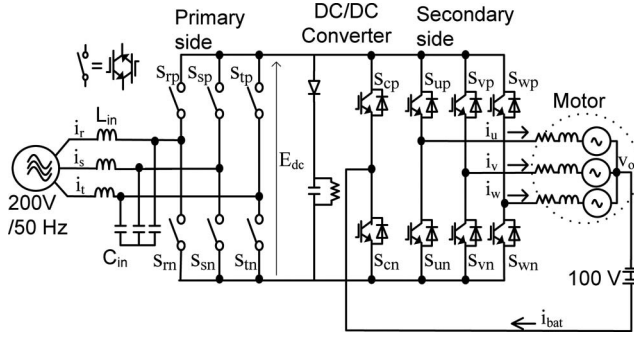 Primary side
DC/DC Converter
Secondary side
S_rp
S_sp
S_tp
S_cp
S_up
S_vp
S_wp
Motor
L_in
i_r
i_s
i_t
E_dc
i_u
i_v
i_w
v_o
200V
/50 Hz
C_in
S_rn
S_sn
S_tn
S_cn
S_un
S_vn
S_wn
100 V
i_bat